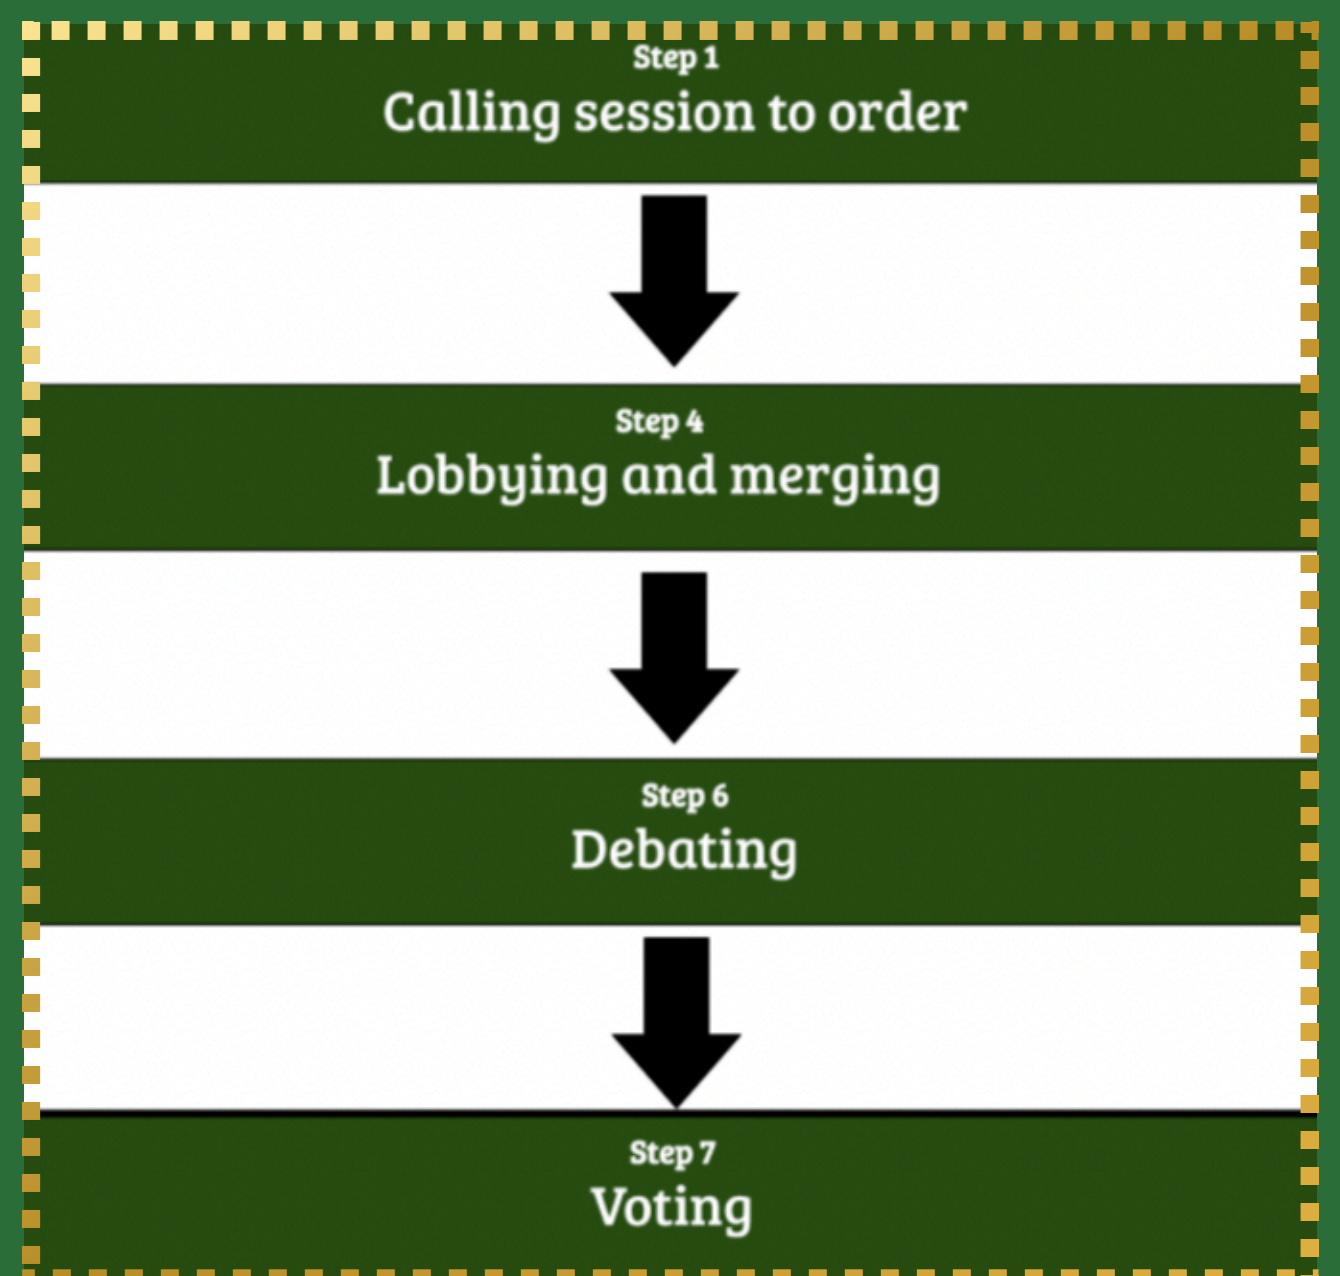 Step 1
Calling session to order
Step 4
Lobbying and merging
Step 6
Debating
Step 7
Voting